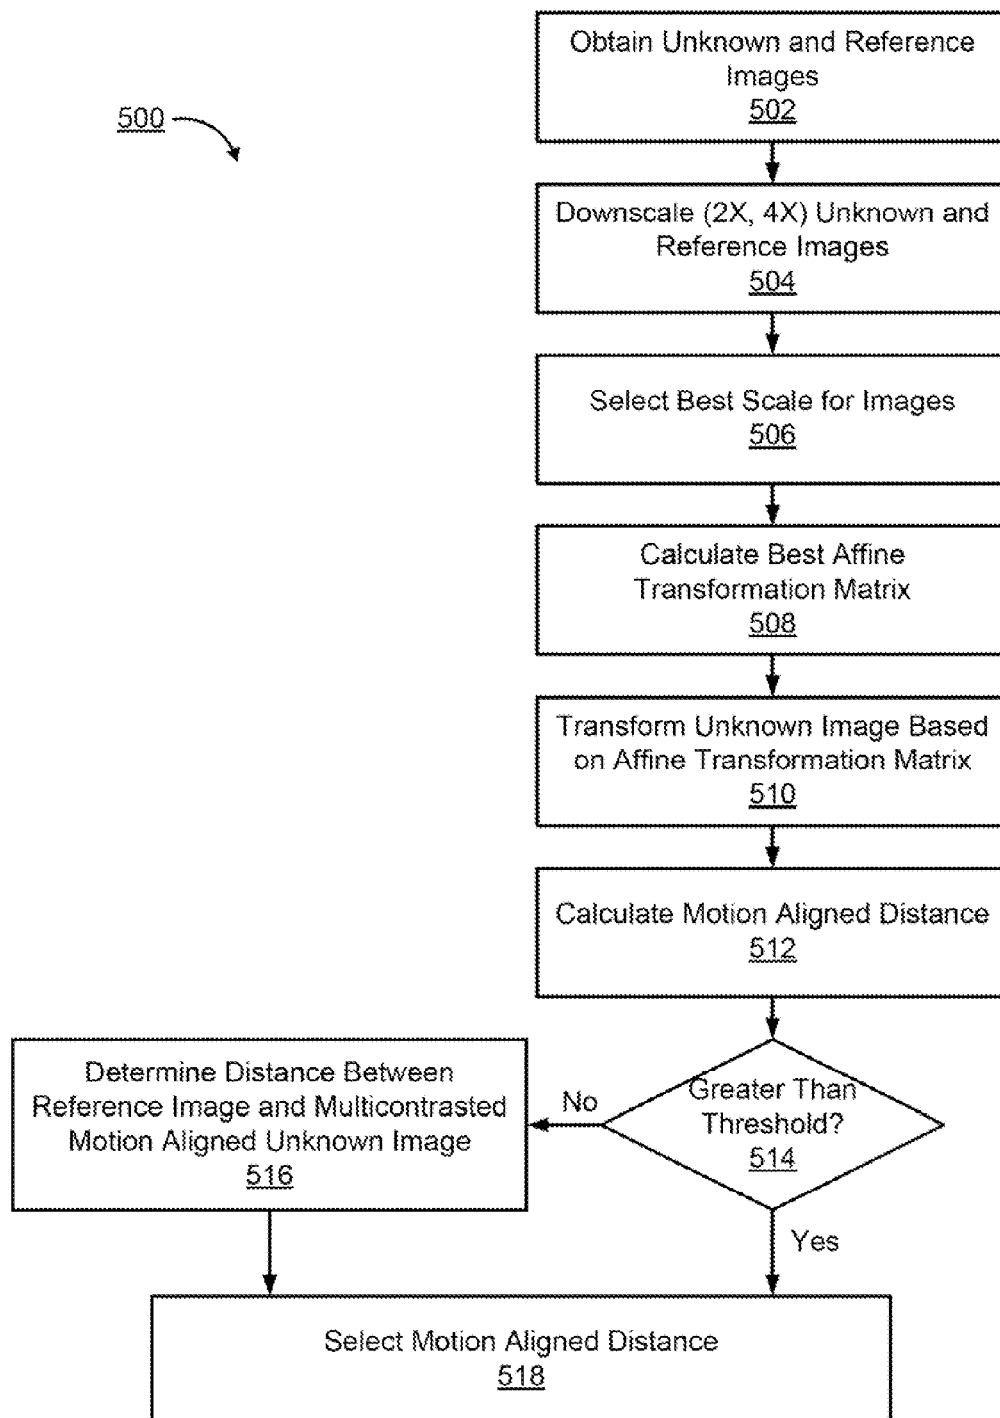 Obtain Unknown and Reference
Images
502
500
Downscale (2X, 4X) Unknown and
Reference Images
504
Select Best Scale for Images
506
Calculate Best Affine
Transformation Matrix
508
Transform Unknown Image Based
on Affine Transformation Matrix
510
Calculate Motion Aligned Distance
512
Greater Than
Threshold?
514
No
Determine Distance Between
Reference Image and Multicontrasted
Motion Aligned Unknown Image
516
Yes
Select Motion Aligned Distance
518